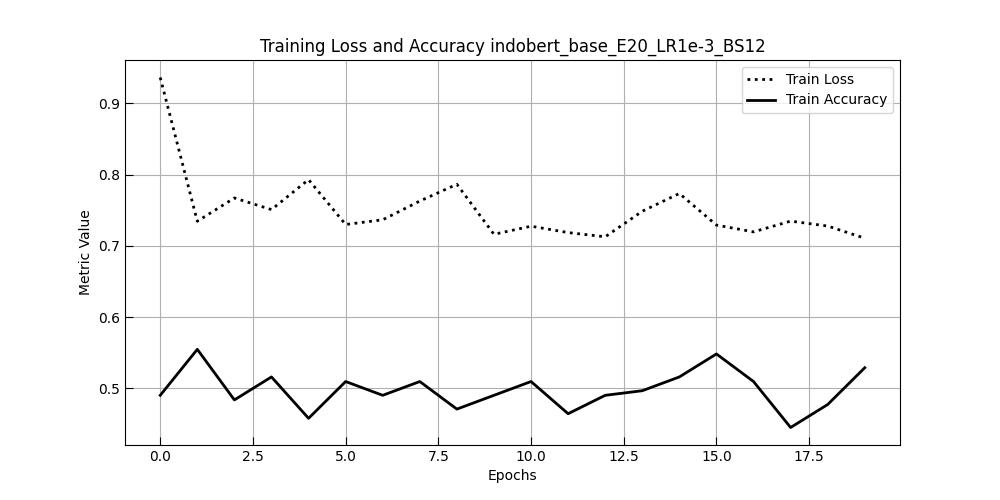 Training Loss and Accuracy indobert_base_E20_LR1e-3_BS12
Train Loss
Train Accuracy
0.9
0.8
0.7
0.6
0.5
Metric Value
0.0 2.5 5.0 7.5 10.0 12.5 15.0 17.5
Epochs